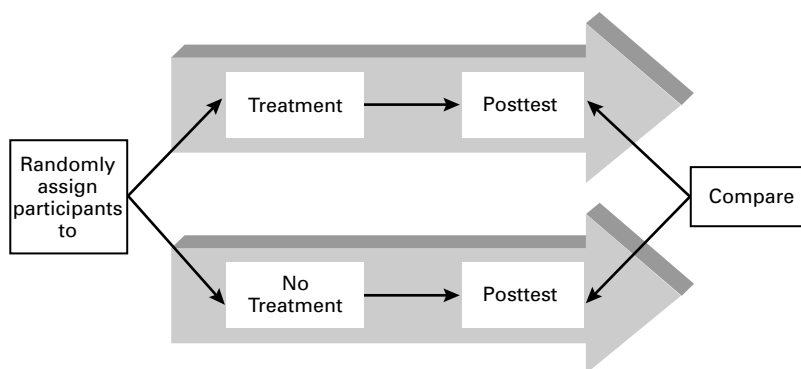 Randomly
assign
participants
to
Treatment
Posttest
No
Treatment
Posttest
Compare